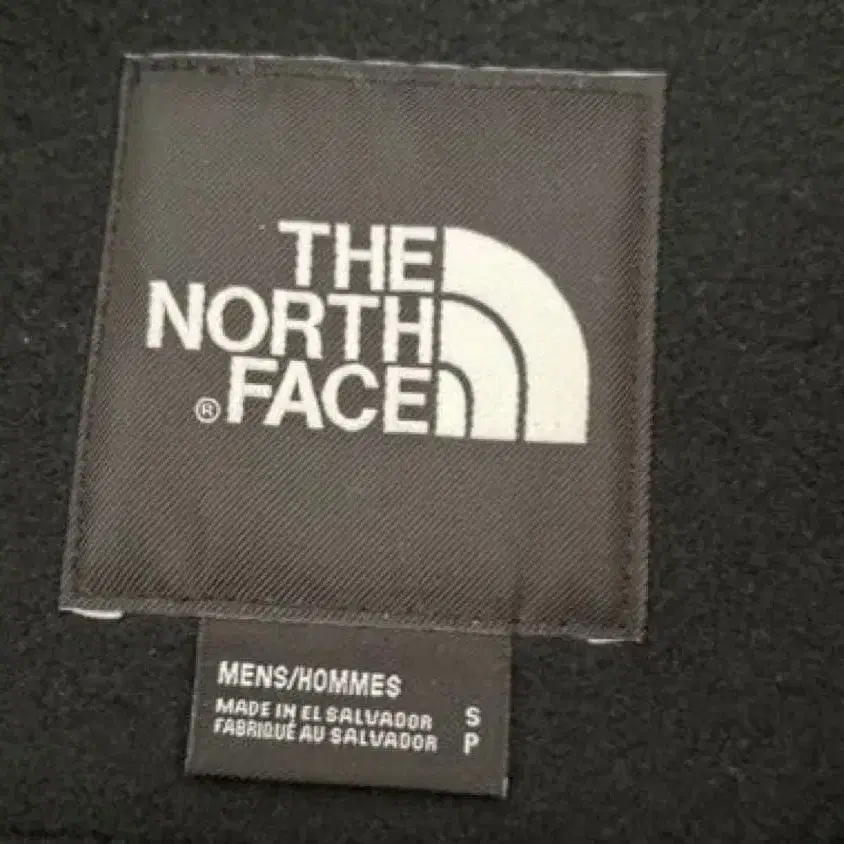 THE
NORTH
®FACE
MENS/HOMMES
MADE IN EL SALVADOR S
FABRIQUÉ AU SALVADOR P